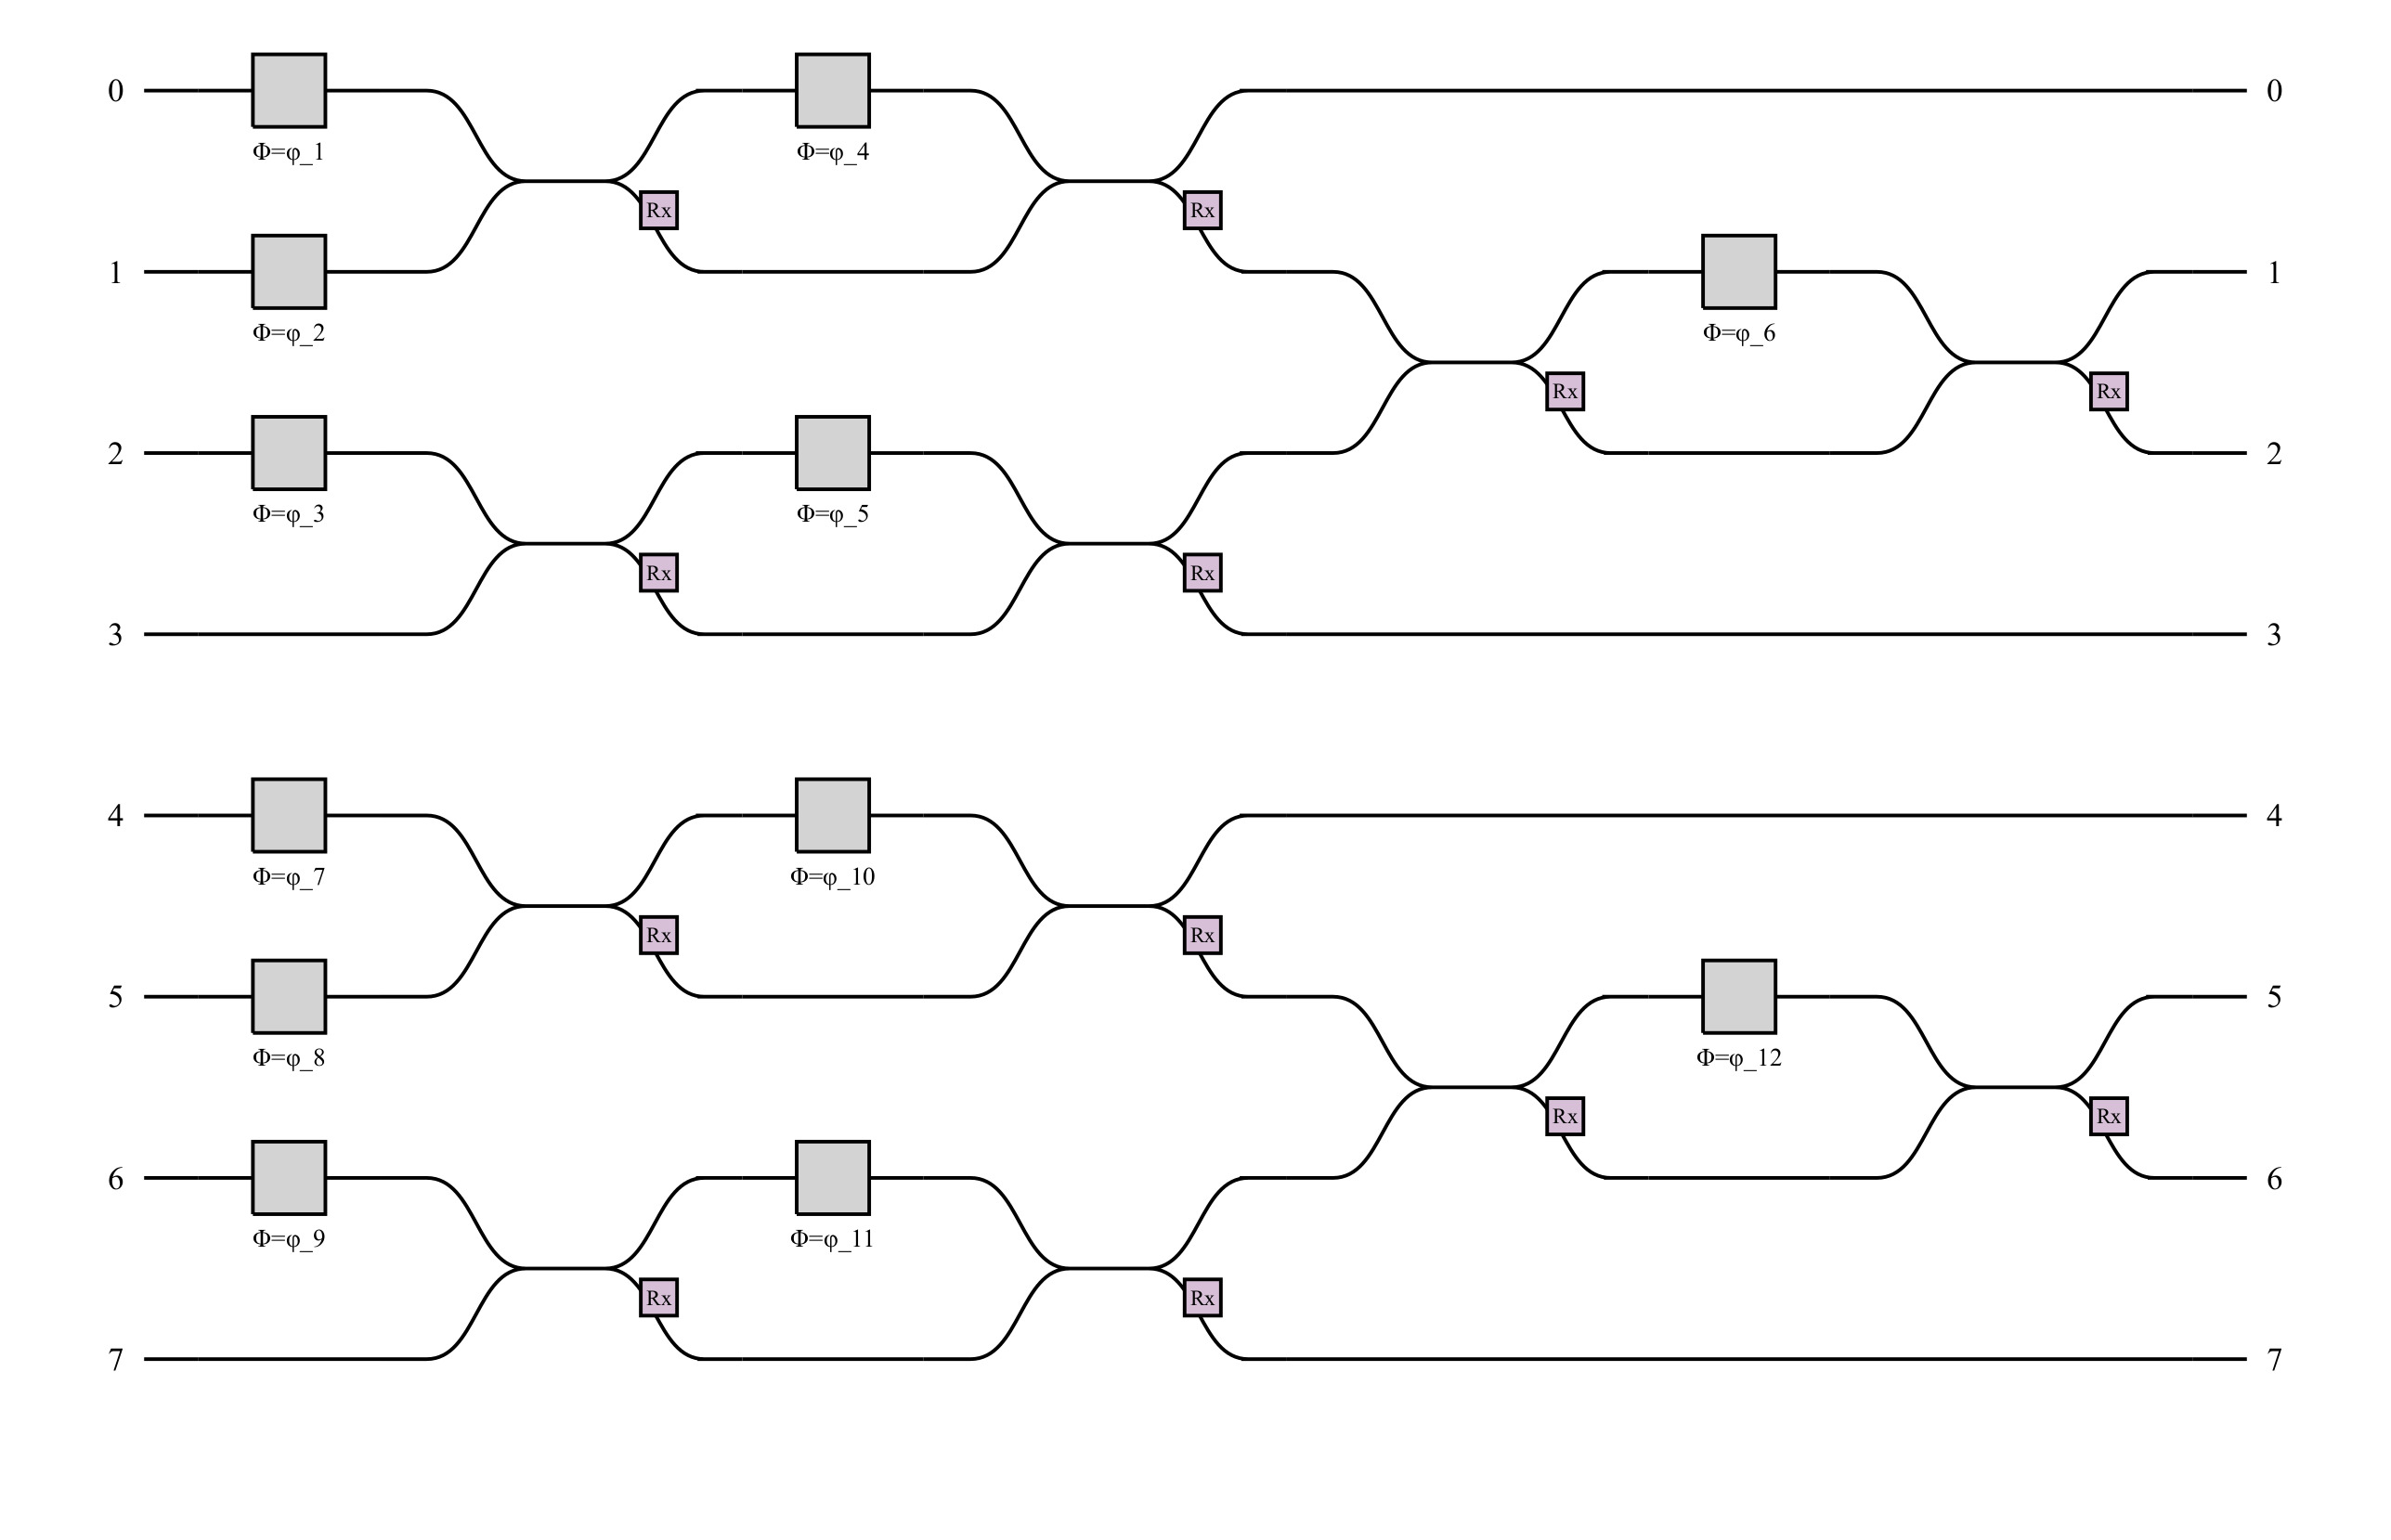 0 0
Φ=φ_1 Φ=φ_4
Rx Rx
1 1
Φ=φ_2 Φ=φ_6
Rx Rx
2 2
Φ=φ_3 Φ=φ_5
Rx Rx
3 3
4 4
Φ=φ_7 Φ=φ_10
Rx Rx
5 5
Φ=φ_8 Φ=φ_12
Rx Rx
6 6
Φ=φ_9 Φ=φ_11
Rx Rx
7 7